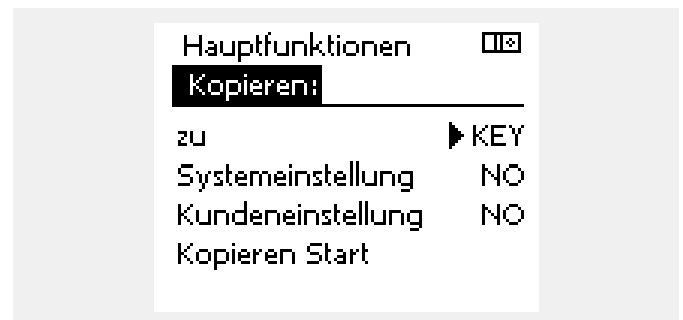 Hauptfunktionen
Kopieren:
zu KEY
Systemeinstellung NO
Kundeneinstellung NO
Kopieren Start